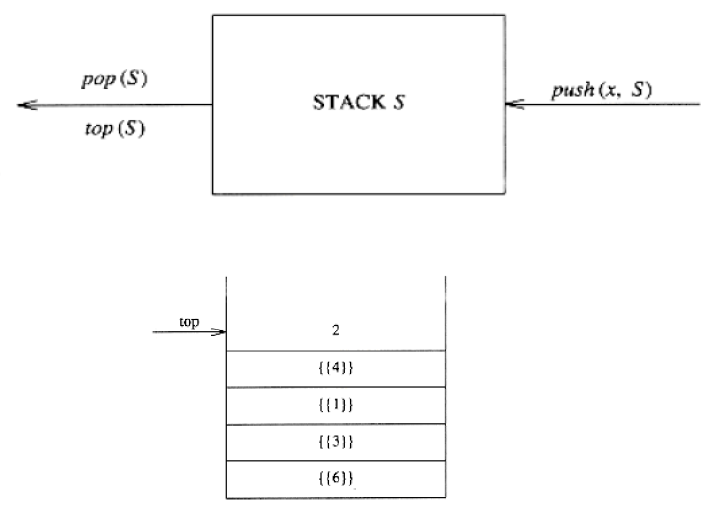 pop (S)
STACK S
push (x, S)
top (S)
top
2
{{4}}
{{1}}
{{3}}
{{6}}